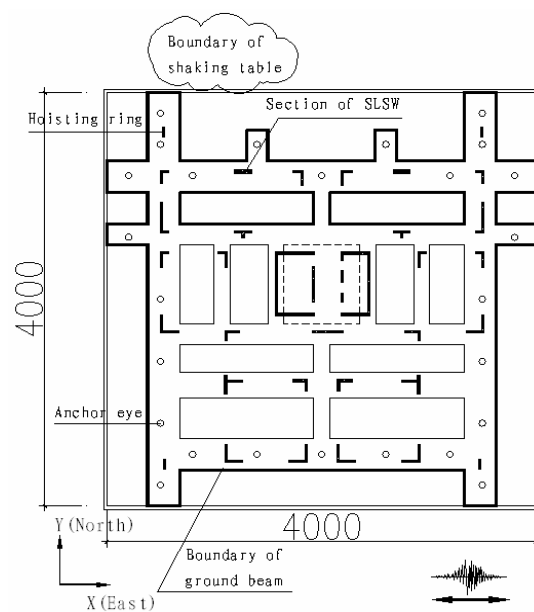 Boundary of
shaking table
Hoisting ring
Section of SLSW
4000
Anchor eye
4000
Y(North)
Boundary of
ground beam
X(East)